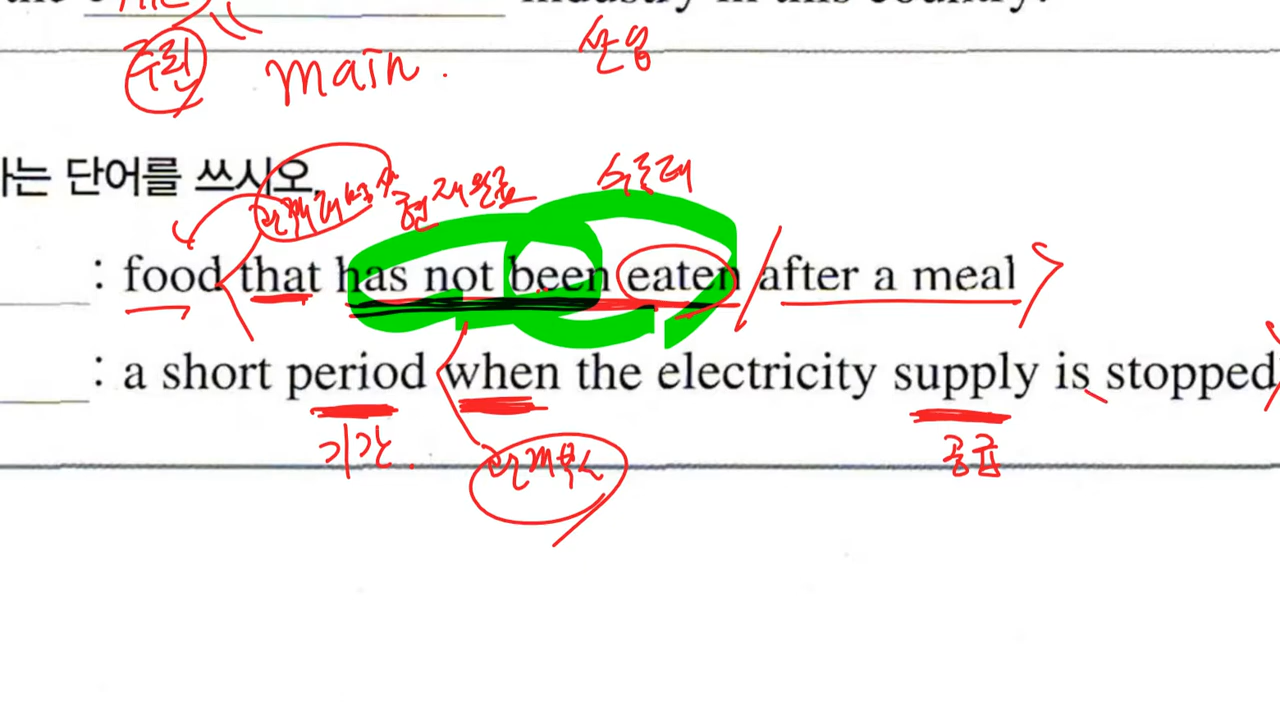 the industry in this country.
주된 main. 산업
는 단어를 쓰시오.
관계대명사 현재완료 수동태
: food that has not been eaten after a meal
: a short period when the electricity supply is stopped
기간. 관계부사 공급